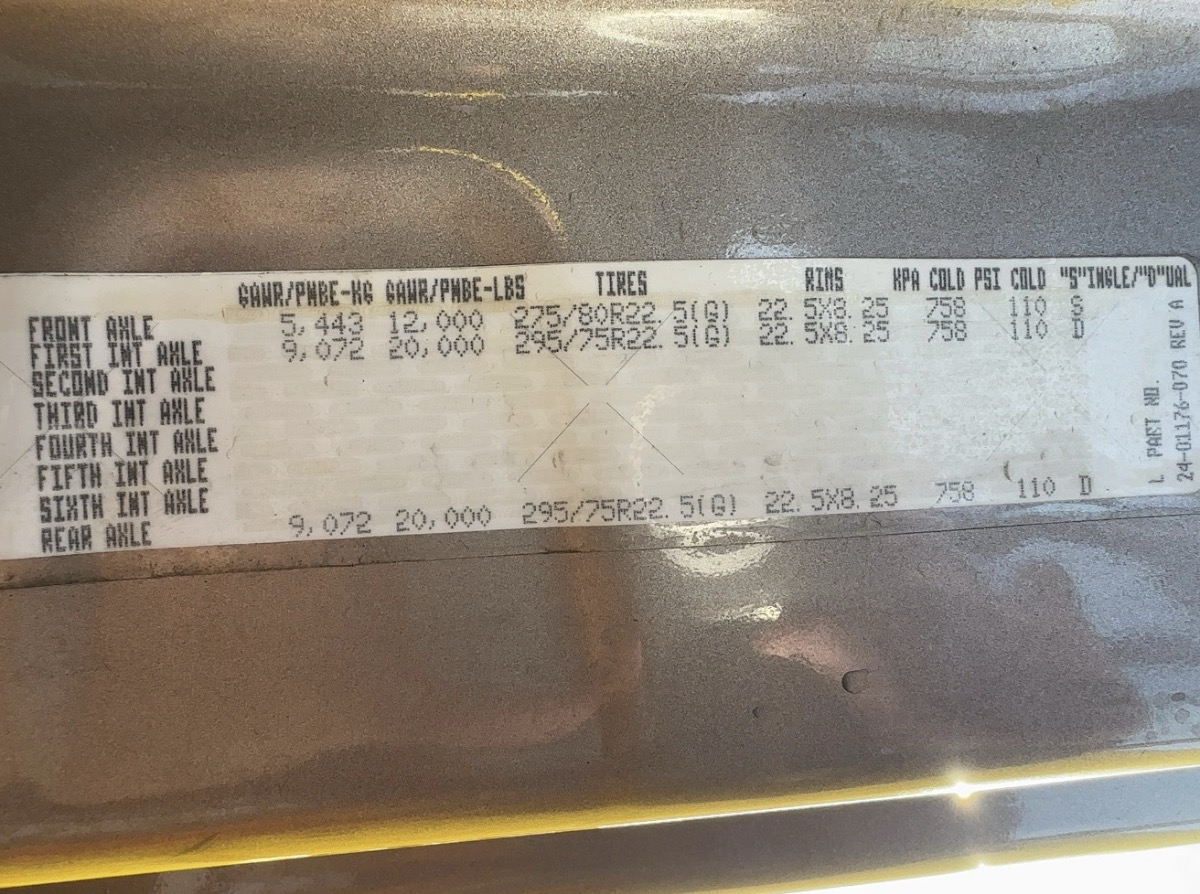 GAWR/PNBE-KG GAWR/PNBE-LBS TIRES RIMS KPA COLD PSI COLD "S"INGLE/"D"UAL
FRONT AXLE 5,443 12,000 275/80R22.5(G) 22.5X8.25 758 110 S
FIRST INT AXLE 9,072 20,000 295/75R22.5(G) 22.5X8.25 758 110 D
SECOND INT AXLE
THIRD INT AXLE
FOURTH INT AXLE
FIFTH INT AXLE
SIXTH INT AXLE
REAR AXLE 9,072 20,000 295/75R22.5(G) 22.5X8.25 758 110 D
L PART NO.
24-01176-070 REV A